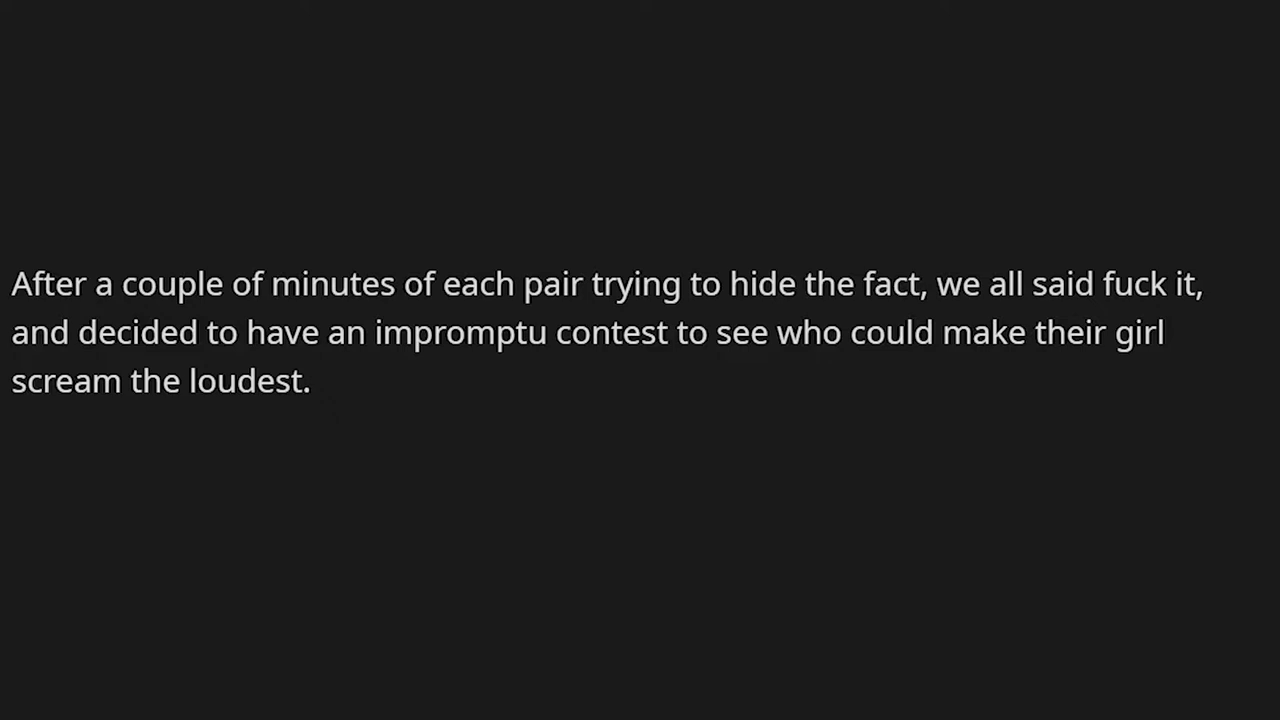 After a couple of minutes of each pair trying to hide the fact, we all said fuck it,
and decided to have an impromptu contest to see who could make their girl
scream the loudest.